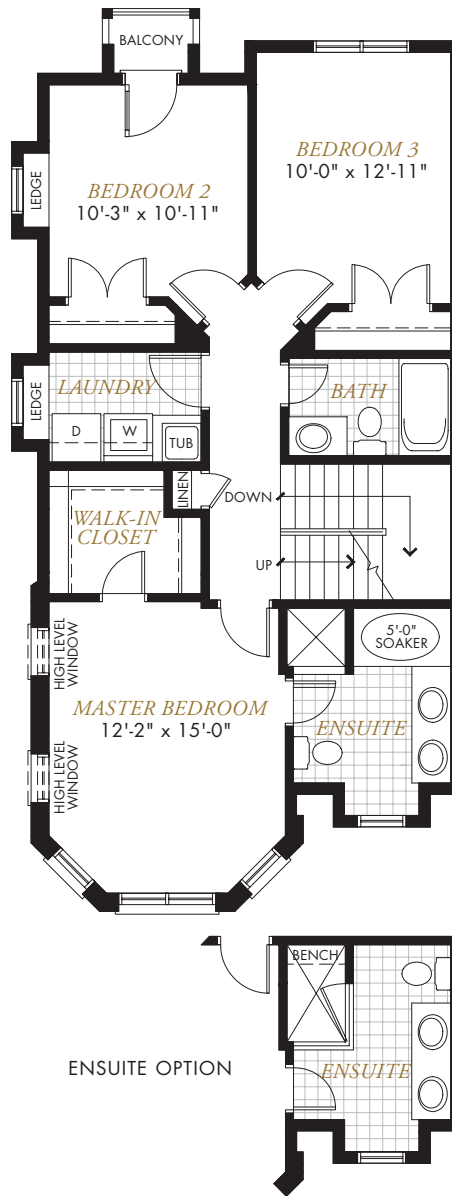 BALCONY
BEDROOM 2
10'-3" x 10'-11"
BEDROOM 3
10'-0" x 12'-11"
LEDGE
LAUNDRY
D
W
TUB
LEDGE
BATH
LINEN
WALK-IN
CLOSET
DOWN
UP
HIGH LEVEL
WINDOW
5'-0"
SOAKER
MASTER BEDROOM
12'-2" x 15'-0"
ENSUITE
HIGH LEVEL
WINDOW
BENCH
ENSUITE OPTION
ENSUITE